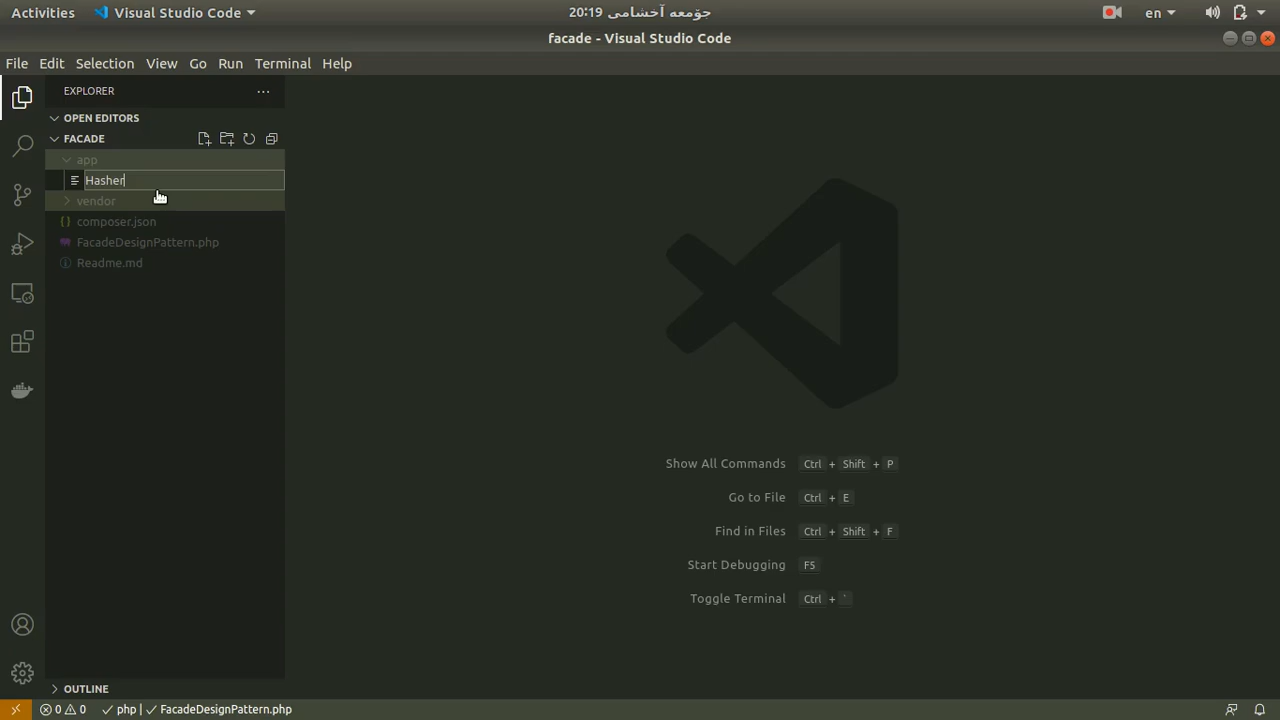 Activities Visual Studio Code 20:19 جۆمعه آخشامی en
facade - Visual Studio Code
File Edit Selection View Go Run Terminal Help
EXPLORER
OPEN EDITORS
FACADE
app
Hasher
vendor
composer.json
FacadeDesignPattern.php
Readme.md
Show All Commands Ctrl + Shift + P
Go to File Ctrl + E
Find in Files Ctrl + Shift + F
Start Debugging F5
Toggle Terminal Ctrl + `
OUTLINE
0 0 php | FacadeDesignPattern.php